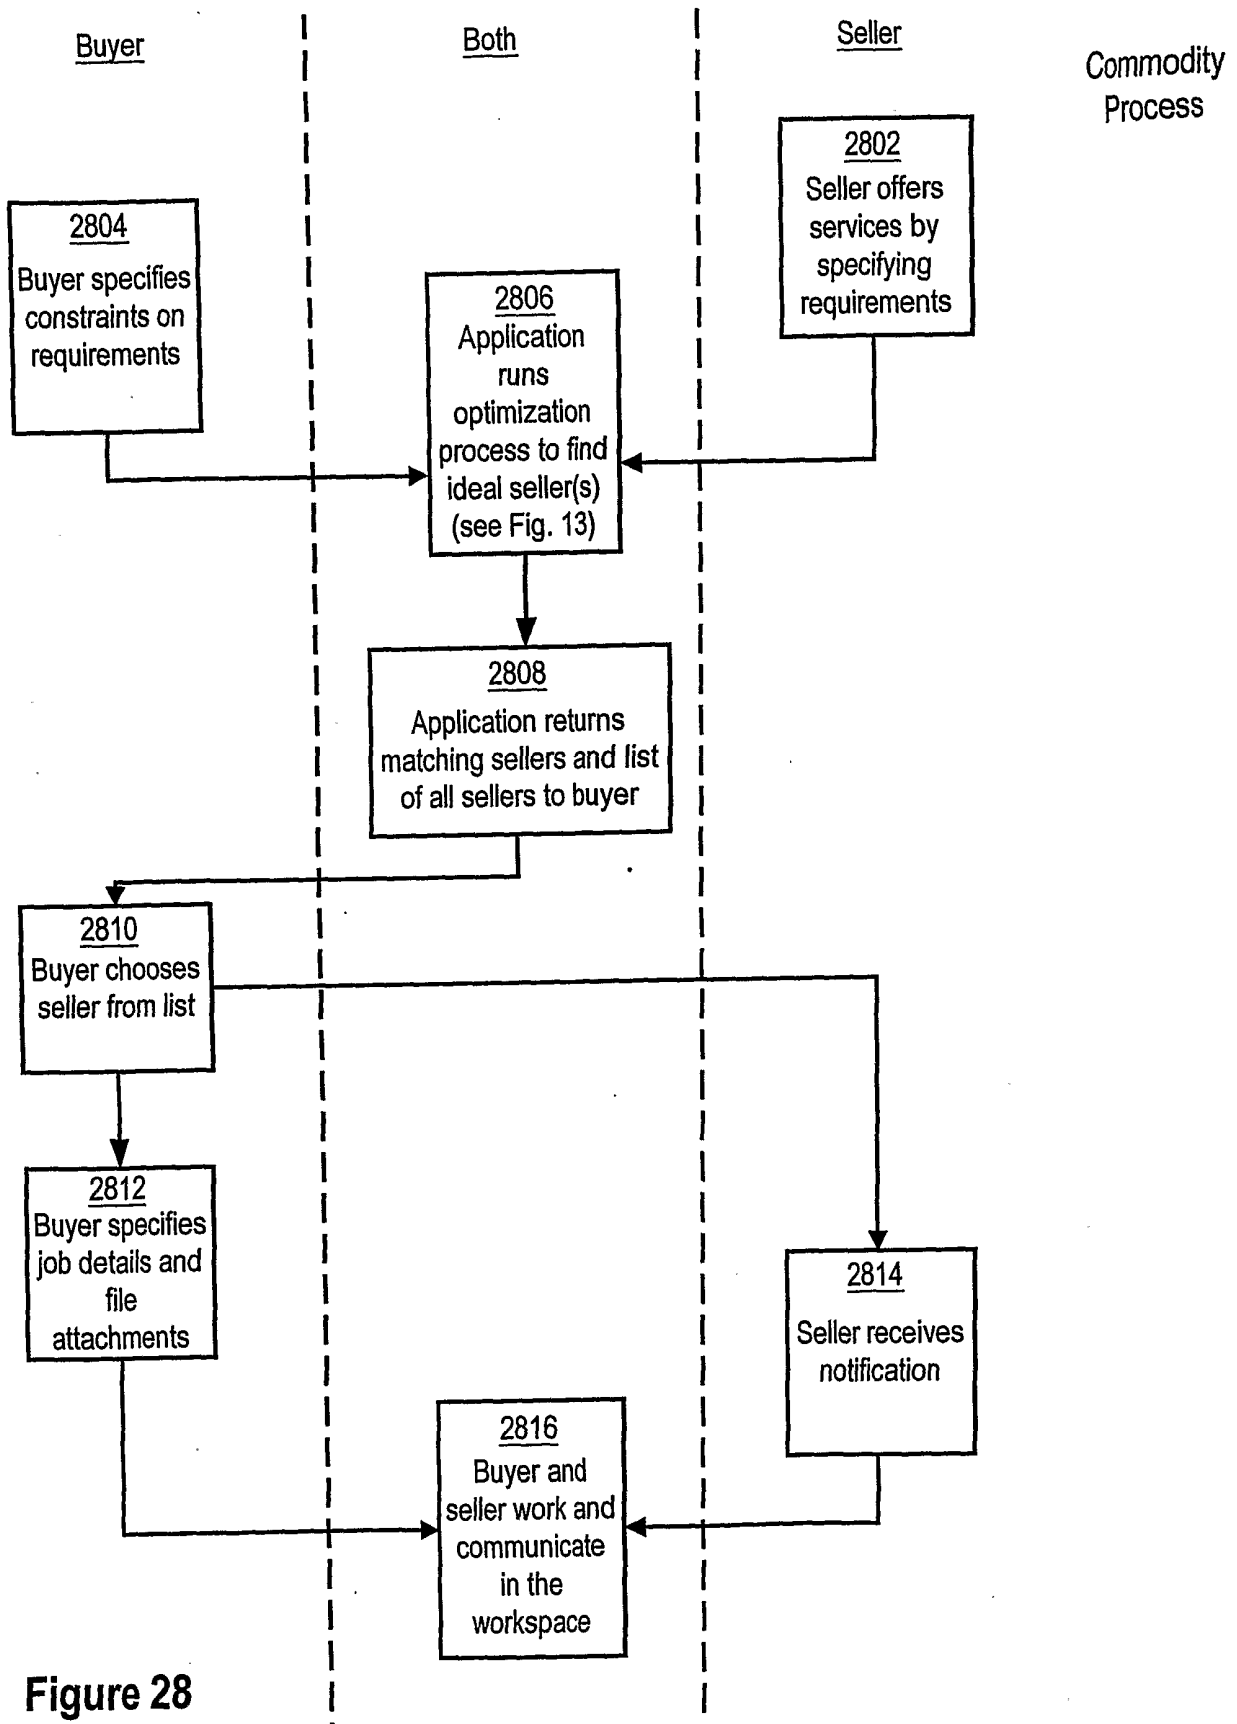 Buyer
Both
Seller
Commodity
Process
2802
Seller offers
services by
specifying
requirements
2804
Buyer specifies
constraints on
requirements
2806
Application
runs
optimization
process to find
ideal seller(s)
(see Fig. 13)
2808
Application returns
matching sellers and list
of all sellers to buyer
2810
Buyer chooses
seller from list
2812
Buyer specifies
job details and
file
attachments
2814
Seller receives
notification
2816
Buyer and
seller work and
communicate
in the
workspace
Figure 28